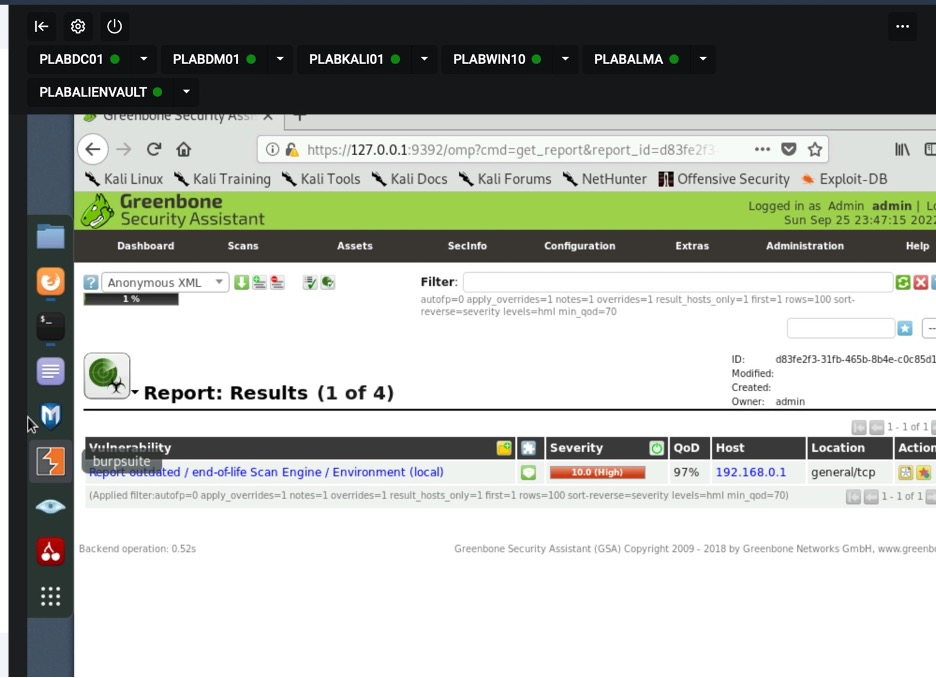 PLABDC01 PLABDM01 PLABKALI01 PLABWIN10 PLABALMA
PLABALIENVAULT
Greenbone Security Assi
https://127.0.0.1:9392/omp?cmd=get_report&report_id=d83fe2f3-
Kali Linux Kali Training Kali Tools Kali Docs Kali Forums NetHunter Offensive Security Exploit-DB
Greenbone
Security Assistant
Logged in as Admin admin | Lo
Sun Sep 25 23:47:15 2022
Dashboard Scans Assets SecInfo Configuration Extras Administration Help
Anonymous XML
1 %
Filter:
autofp=0 apply_overrides=1 notes=1 overrides=1 result_hosts_only=1 first=1 rows=100 sort-
reverse=severity levels=hml min_qod=70
--
Report: Results (1 of 4)
ID: d83fe2f3-31fb-465b-8b4e-c0c85d1
Modified:
Created:
Owner: admin
1 - 1 of 1
Vulnerability Severity QoD Host Location Action
burpsuite
Report outdated / end-of-life Scan Engine / Environment (local) 10.0 (High) 97% 192.168.0.1 general/tcp
(Applied filter:autofp=0 apply_overrides=1 notes=1 overrides=1 result_hosts_only=1 first=1 rows=100 sort-reverse=severity levels=hml min_qod=70) 1 - 1 of 1
Backend operation: 0.52s Greenbone Security Assistant (GSA) Copyright 2009 - 2018 by Greenbone Networks GmbH, www.greenbo